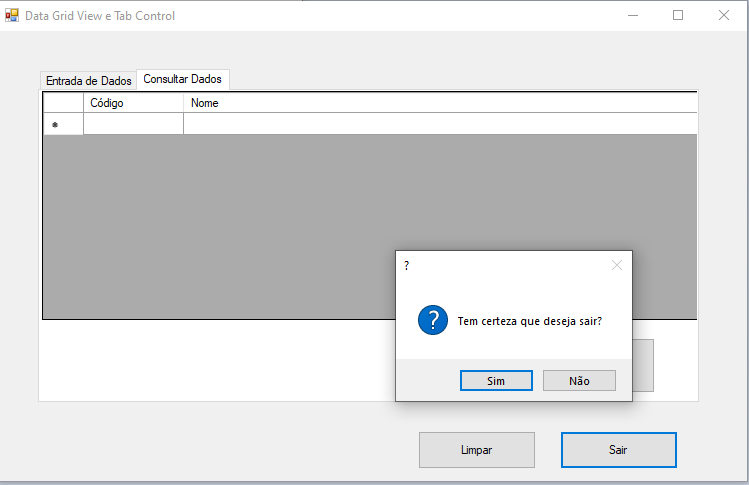 Data Grid View e Tab Control
Entrada de Dados
Consultar Dados
Código
Nome
?
Tem certeza que deseja sair?
Sim
Não
Limpar
Sair